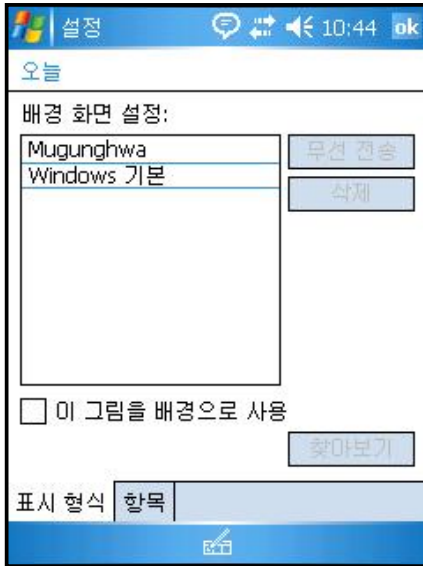 설정 10:44 ok
오늘
배경 화면 설정:
Mugunghwa
Windows 기본
무선 전송
삭제
이 그림을 배경으로 사용
찾아보기
표시 형식 항목